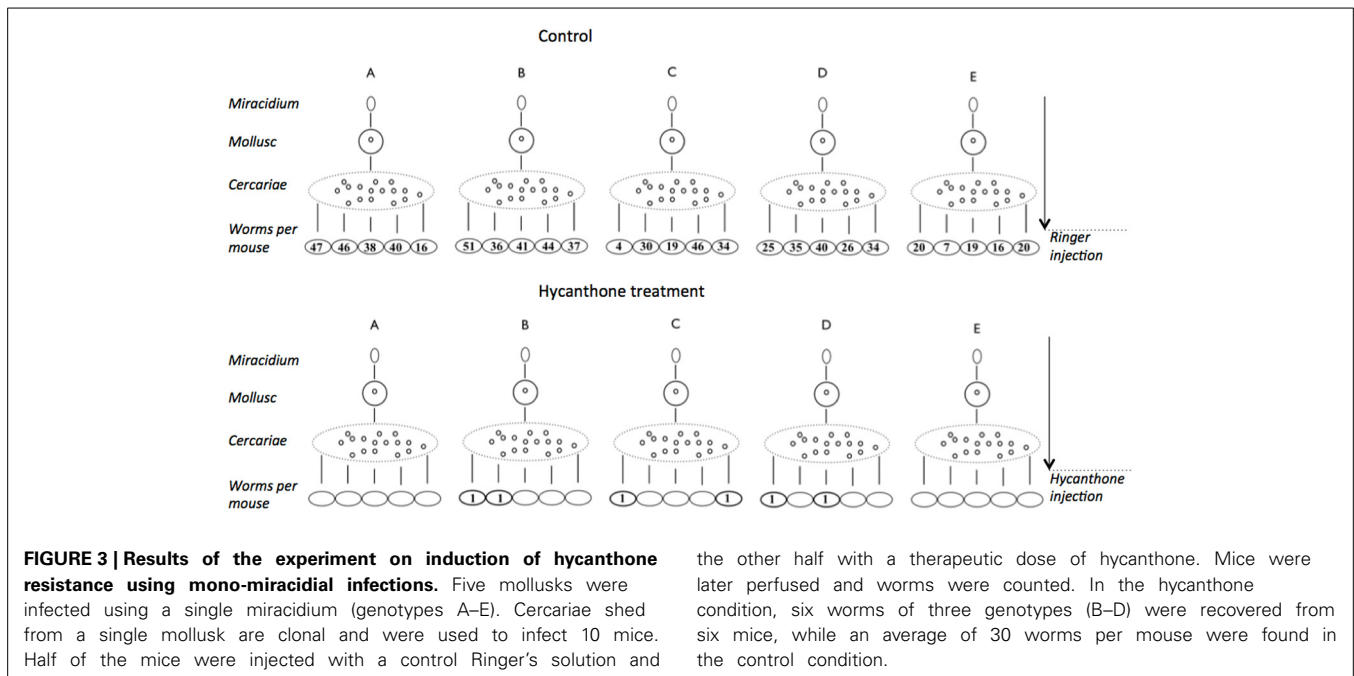 Control
A B C D E
Miracidium
Mollusc
Cercariae
Worms per
mouse
47 46 38 40 16 51 36 41 44 37 4 30 19 46 34 25 35 40 26 34 20 7 19 16 20
Ringer
injection
Hycanthone treatment
A B C D E
Miracidium
Mollusc
Cercariae
Worms per
mouse
1 1 1 1 1 1
Hycanthone
injection
FIGURE 3 | Results of the experiment on induction of hycanthone
resistance using mono-miracidial infections. Five mollusks were
infected using a single miracidium (genotypes A–E). Cercariae shed
from a single mollusk are clonal and were used to infect 10 mice.
Half of the mice were injected with a control Ringer's solution and
the other half with a therapeutic dose of hycanthone. Mice were
later perfused and worms were counted. In the hycanthone
condition, six worms of three genotypes (B–D) were recovered from
six mice, while an average of 30 worms per mouse were found in
the control condition.